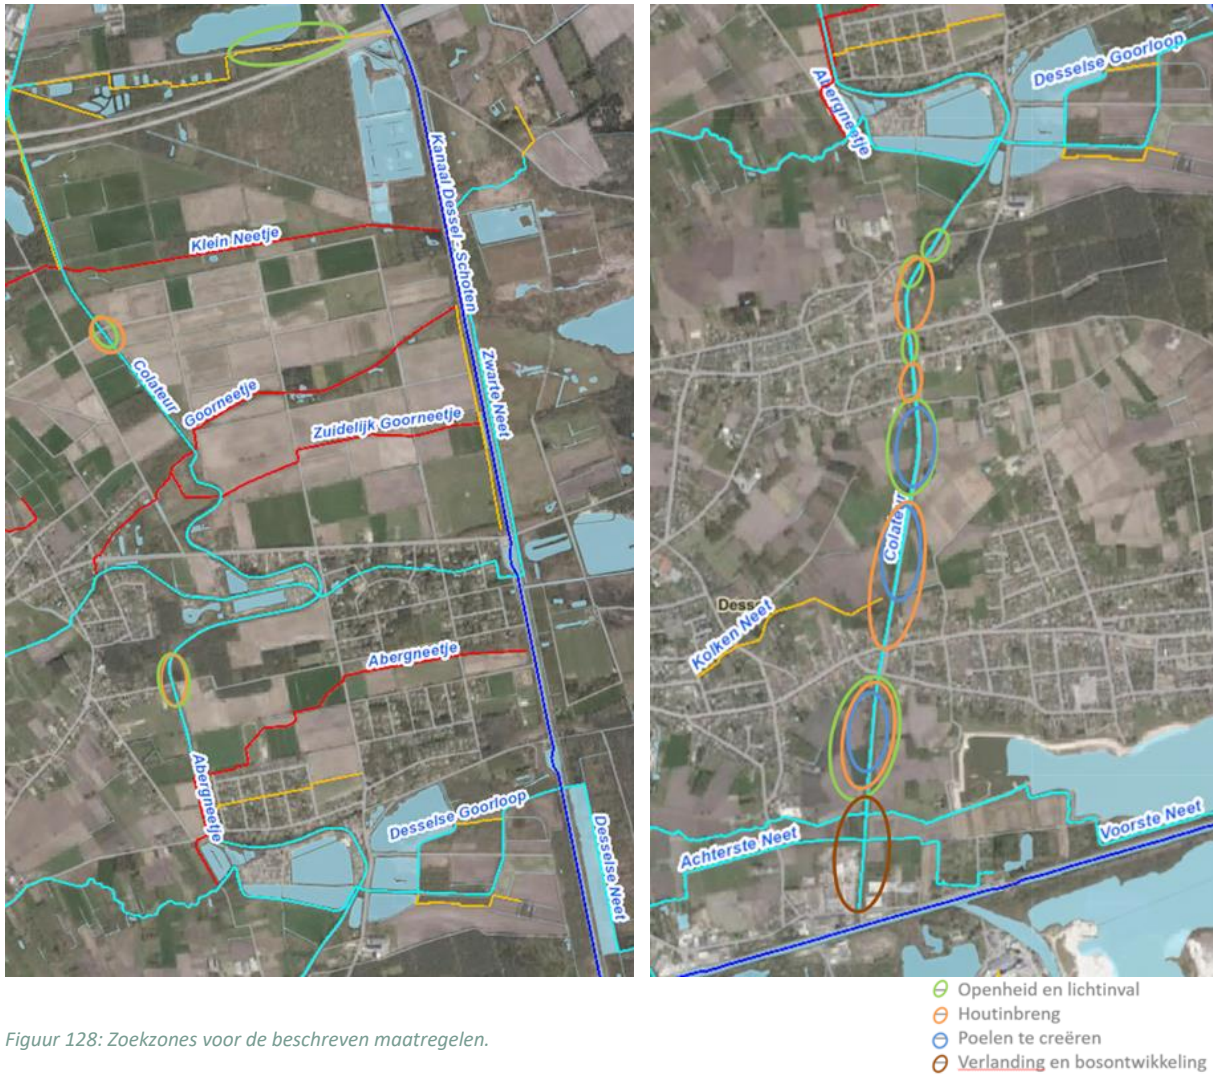 Klein Neetje
Kanaal Dessel - Schoten
Colateur
Goorneetje
Zuidelijk Goorneetje
Zwarte Neet
Abergneetje
Abergneetje
Desselse Goorloop
Desselse Neet
Abergneetje
Desselse Goorloop
Colateur
Dess
Kolken Neet
Achterste Neet
Voorste Neet
Openheid en lichtinval
Houtinbreng
Poelen te creëren
Verlanding en bosontwikkeling
Figuur 128: Zoekzones voor de beschreven maatregelen.